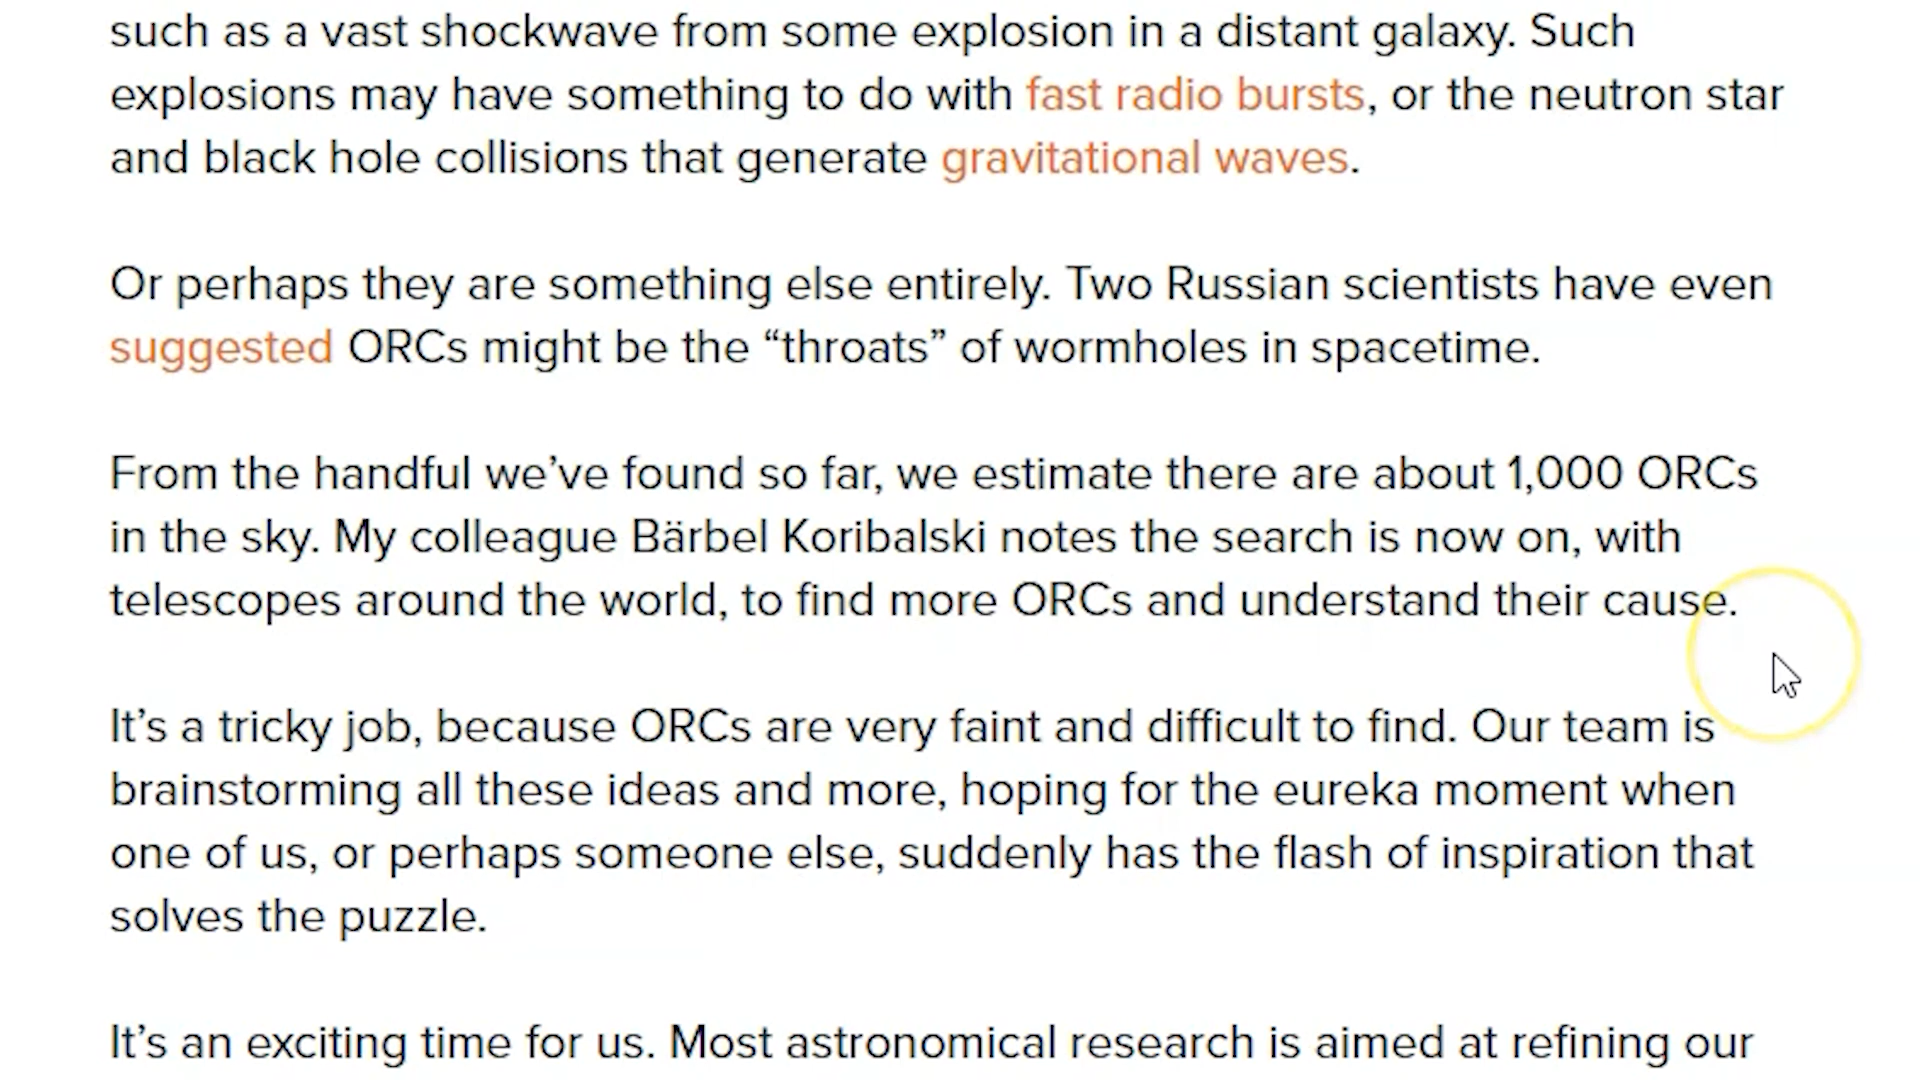 such as a vast shockwave from some explosion in a distant galaxy. Such
explosions may have something to do with fast radio bursts, or the neutron star
and black hole collisions that generate gravitational waves.
Or perhaps they are something else entirely. Two Russian scientists have even
suggested ORCs might be the “throats” of wormholes in spacetime.
From the handful we’ve found so far, we estimate there are about 1,000 ORCs
in the sky. My colleague Bärbel Koribalski notes the search is now on, with
telescopes around the world, to find more ORCs and understand their cause.
It’s a tricky job, because ORCs are very faint and difficult to find. Our team is
brainstorming all these ideas and more, hoping for the eureka moment when
one of us, or perhaps someone else, suddenly has the flash of inspiration that
solves the puzzle.
It’s an exciting time for us. Most astronomical research is aimed at refining our